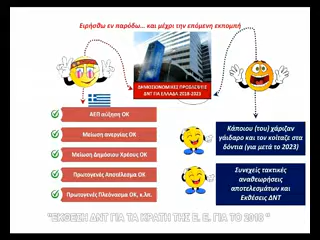 Ειρήσθω εν παρόδω... και μέχρι την επόμενη εκπομπή
ΔΗΜΟΣΙΟΝΟΜΙΚΕΣ ΠΡΟΒΛΕΨΕΙΣ
ΔΝΤ ΓΙΑ ΕΛΛΑΔΑ 2018-2023
ΑΕΠ αύξηση ΟΚ
Μείωση ανεργίας ΟΚ
Μείωση Δημόσιου Χρέος ΟΚ
Πρωτογενές Αποτέλεσμα ΟΚ
Πρωτογενές Πλεόνασμα ΟΚ, κ.λπ.
Κάποιου (του) χάριζαν
γάιδαρο και τον κοίταζε στα
δόντια (για μετά το 2023)
Συνεχείς τακτικές
αναθεωρήσεις
αποτελεσμάτων και
Εκθέσεις ΔΝΤ
"ΕΚΘΕΣΗ ΔΝΤ ΓΙΑ ΤΑ ΚΡΑΤΗ ΤΗΣ Ε. Ε. ΓΙΑ ΤΟ 2018 "